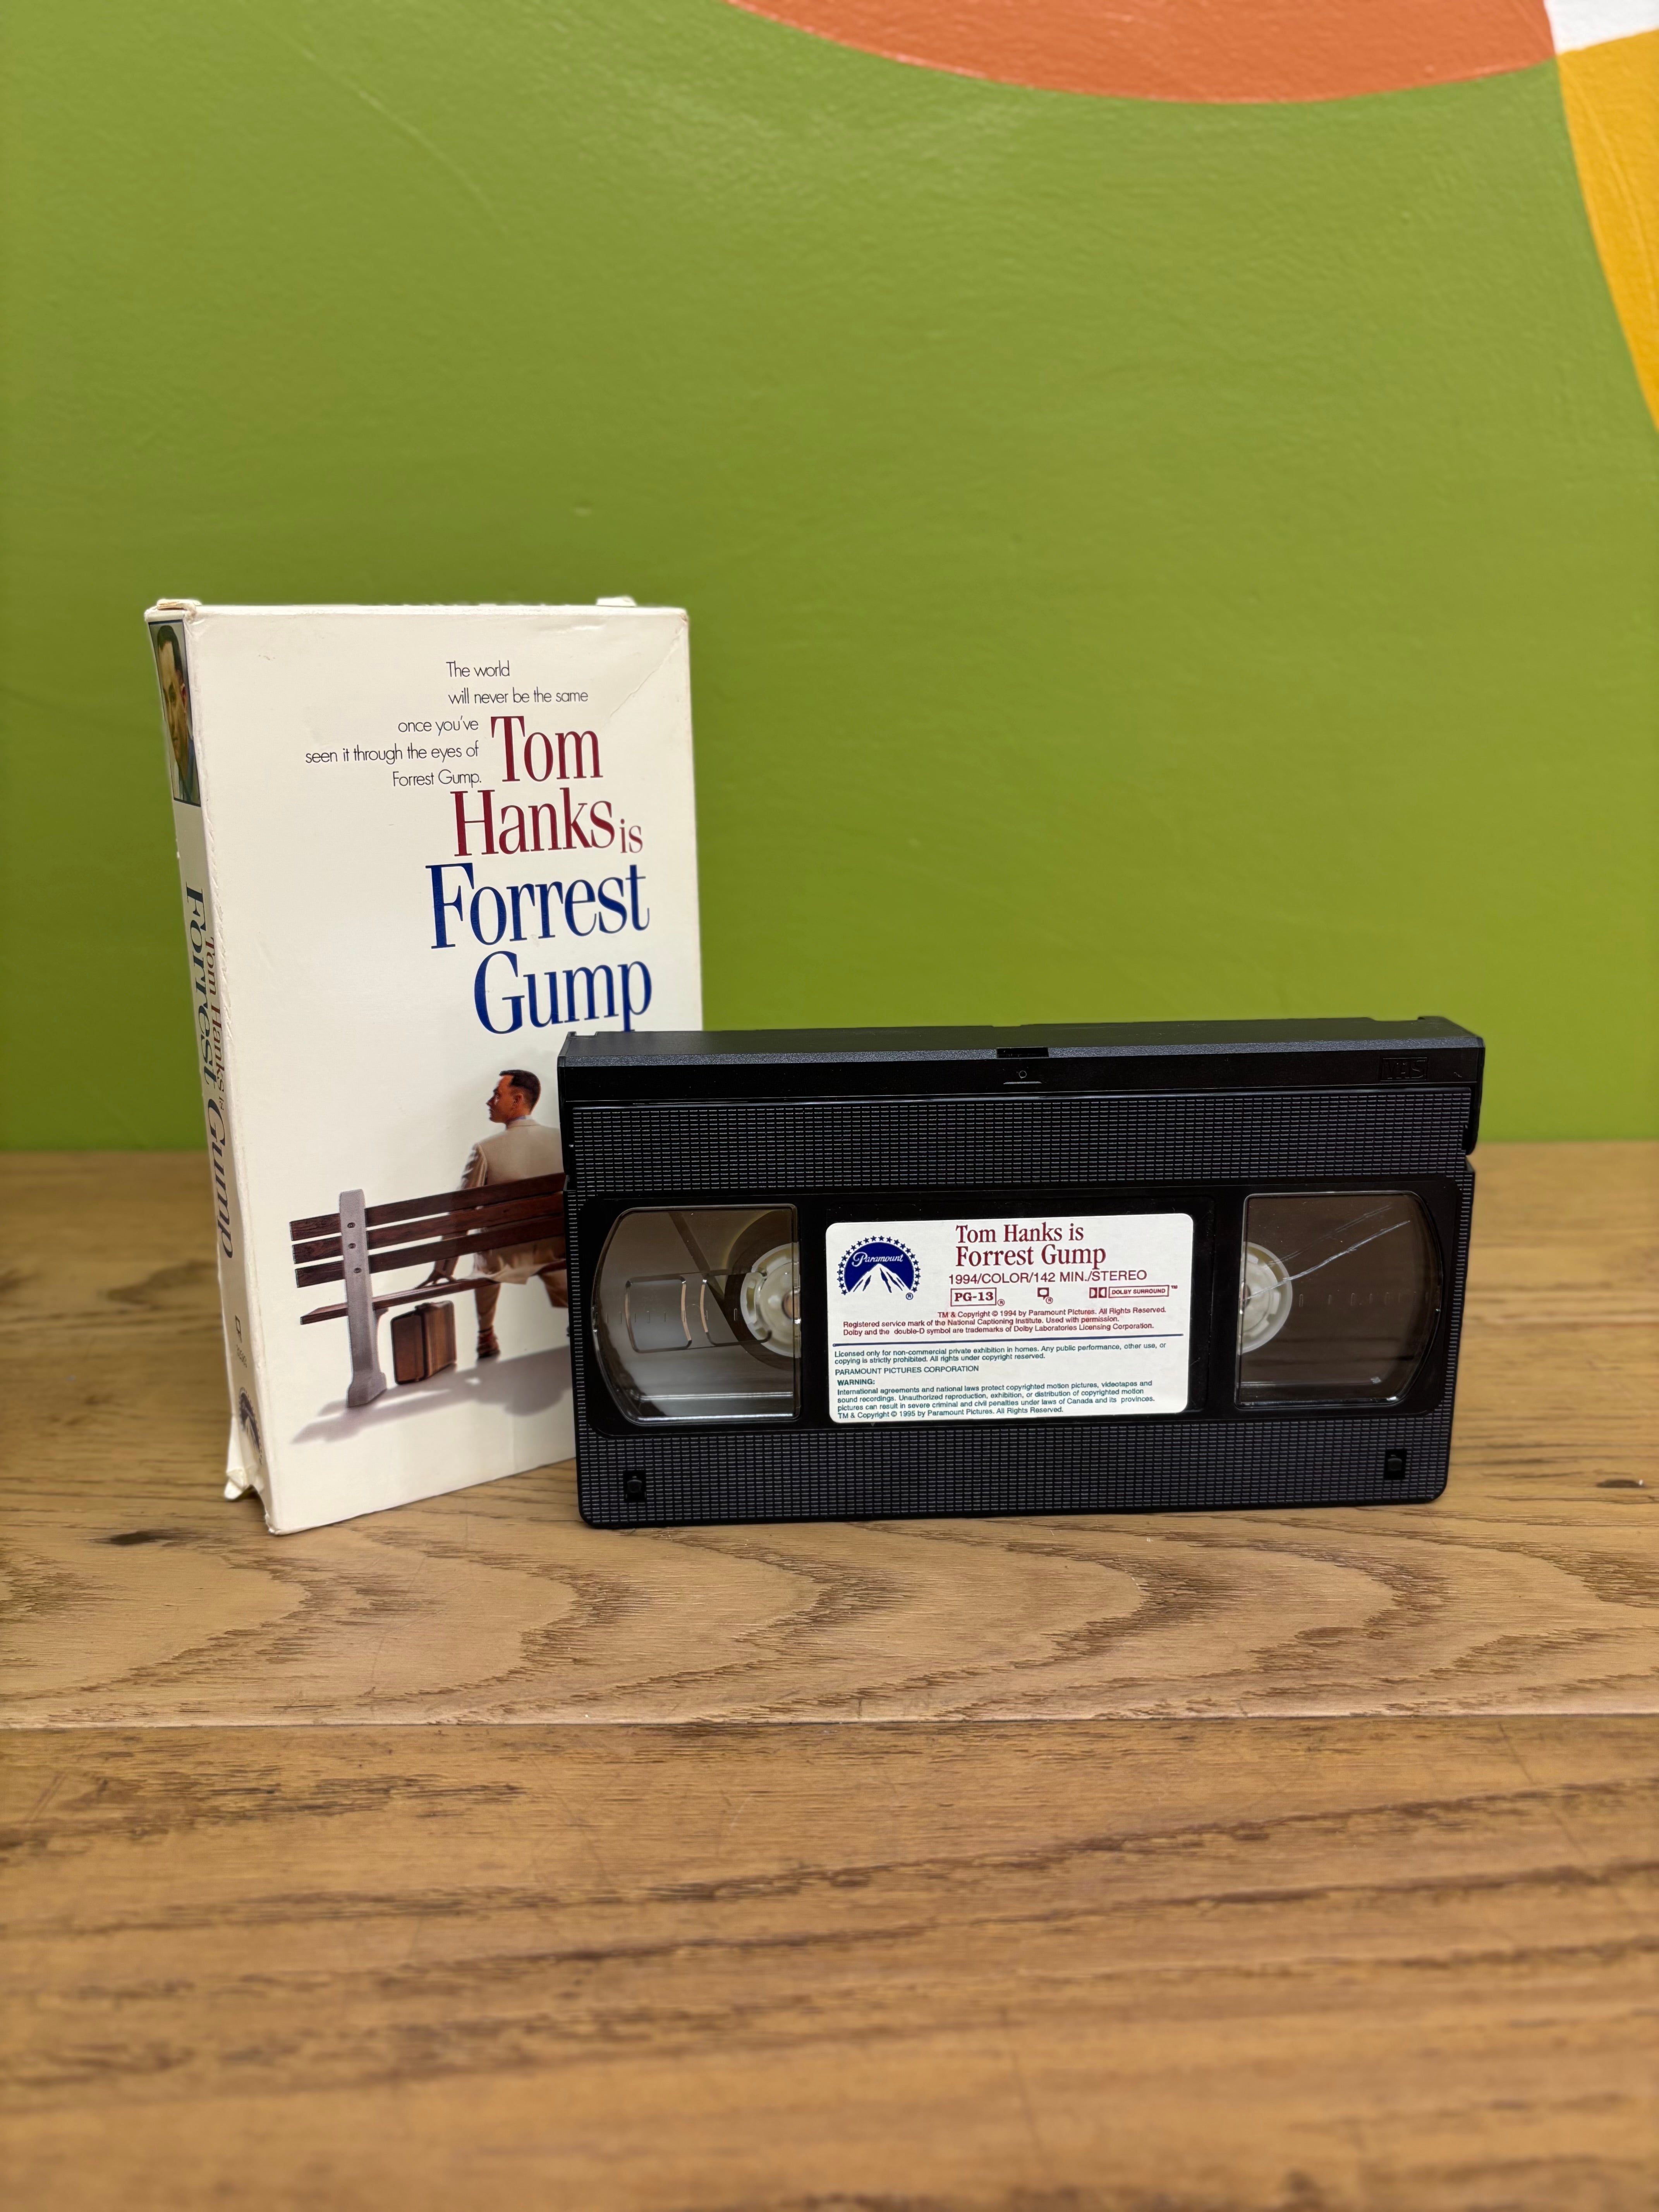 The world
will never be the same
once you've
seen it through the eyes of
Forrest Gump.
Tom
Hanks is
Forrest
Gump
Tom Hanks is
Forrest Gump
VHS
Paramount
®
Tom Hanks is
Forrest Gump
1994/COLOR/142 MIN./STEREO
PG-13 ® DOLBY SURROUND ™
TM & Copyright © 1994 by Paramount Pictures. All Rights Reserved.
Registered service mark of the National Captioning Institute. Used with permission.
Dolby and the double-D symbol are trademarks of Dolby Laboratories Licensing Corporation.
Licensed only for non-commercial private exhibition in homes. Any public performance, other use, or
copying is strictly prohibited. All rights under copyright reserved.
PARAMOUNT PICTURES CORPORATION
WARNING:
International agreements and national laws protect copyrighted motion pictures, videotapes and
sound recordings. Unauthorized reproduction, exhibition, or distribution of copyrighted motion
pictures can result in severe criminal and civil penalties under laws of Canada and its provinces.
TM & Copyright © 1995 by Paramount Pictures. All Rights Reserved.